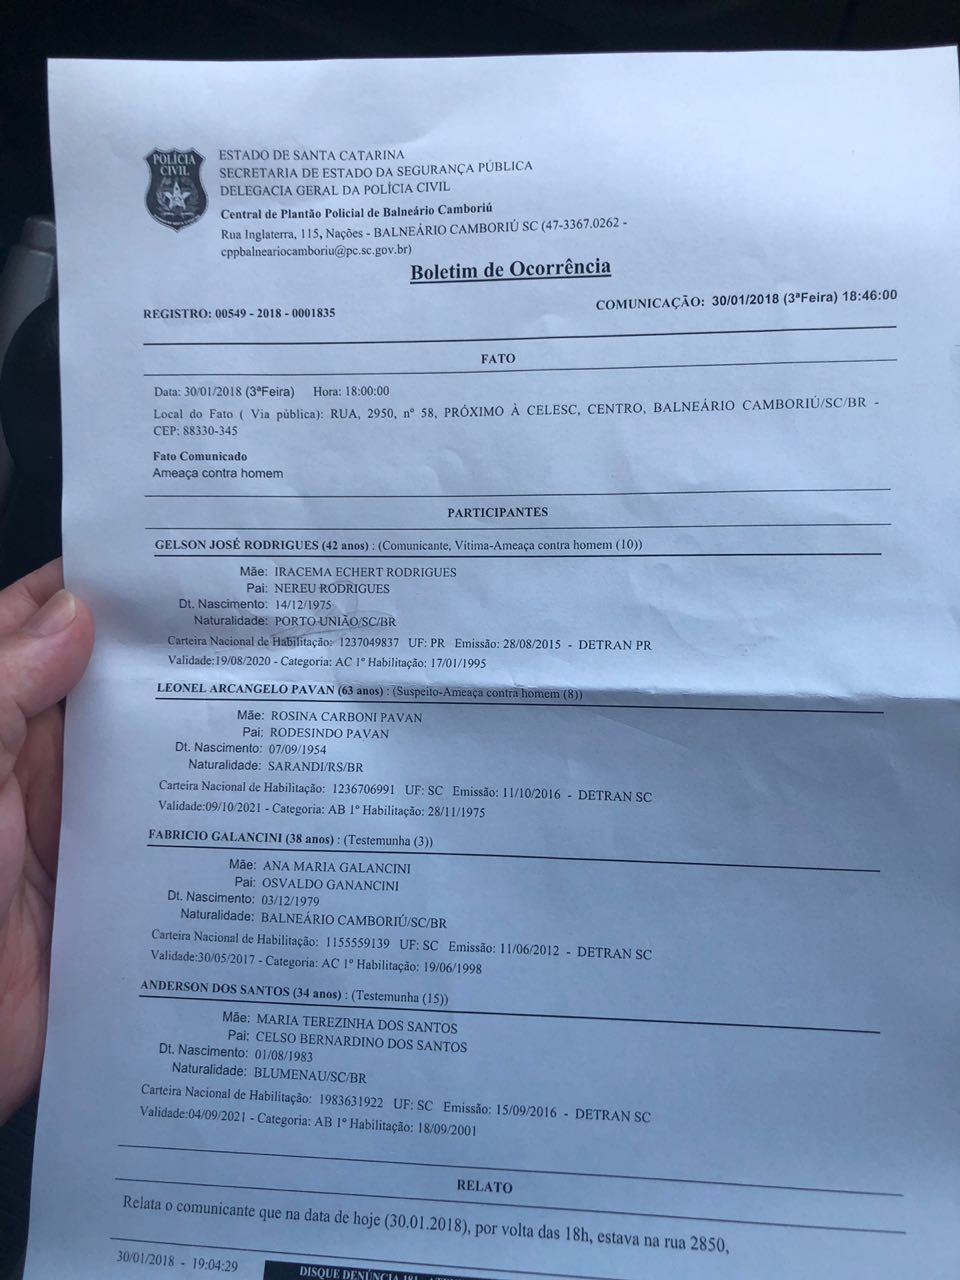 POLÍCIA
CIVIL
ESTADO DE SANTA CATARINA
SECRETARIA DE ESTADO DA SEGURANÇA PÚBLICA
DELEGACIA GERAL DA POLÍCIA CIVIL
Central de Plantão Policial de Balneário Camboriú
Rua Inglaterra, 115, Nações - BALNEÁRIO CAMBORIÚ SC (47-3367.0262 -
cppbalneariocamboriu@pc.sc.gov.br)
Boletim de Ocorrência
REGISTRO: 00549 - 2018 - 0001835
COMUNICAÇÃO: 30/01/2018 (3ªFeira) 18:46:00
FATO
Data: 30/01/2018 (3ªFeira) Hora: 18:00:00
Local do Fato ( Via pública): RUA, 2950, nº 58, PRÓXIMO À CELESC, CENTRO, BALNEÁRIO CAMBORIÚ/SC/BR -
CEP: 88330-345
Fato Comunicado
Ameaça contra homem
PARTICIPANTES
GELSON JOSÉ RODRIGUES (42 anos) : (Comunicante, Vítima-Ameaça contra homem (10))
Mãe: IRACEMA ECHERT RODRIGUES
Pai: NEREU RODRIGUES
Dt. Nascimento: 14/12/1975
Naturalidade: PORTO UNIÃO/SC/BR
Carteira Nacional de Habilitação: 1237049837 UF: PR Emissão: 28/08/2015 - DETRAN PR
Validade:19/08/2020 - Categoria: AC 1º Habilitação: 17/01/1995
LEONEL ARCANGELO PAVAN (63 anos) : (Suspeito-Ameaça contra homem (8))
Mãe: ROSINA CARBONI PAVAN
Pai: RODESINDO PAVAN
Dt. Nascimento: 07/09/1954
Naturalidade: SARANDI/RS/BR
Carteira Nacional de Habilitação: 1236706991 UF: SC Emissão: 11/10/2016 - DETRAN SC
Validade:09/10/2021 - Categoria: AB 1º Habilitação: 28/11/1975
FABRICIO GALANCINI (38 anos) : (Testemunha (3))
Mãe: ANA MARIA GALANCINI
Pai: OSVALDO GANANCINI
Dt. Nascimento: 03/12/1979
Naturalidade: BALNEÁRIO CAMBORIÚ/SC/BR
Carteira Nacional de Habilitação: 1155559139 UF: SC Emissão: 11/06/2012 - DETRAN SC
Validade:30/05/2017 - Categoria: AC 1º Habilitação: 19/06/1998
ANDERSON DOS SANTOS (34 anos) : (Testemunha (15))
Mãe: MARIA TEREZINHA DOS SANTOS
Pai: CELSO BERNARDINO DOS SANTOS
Dt. Nascimento: 01/08/1983
Naturalidade: BLUMENAU/SC/BR
Carteira Nacional de Habilitação: 1983631922 UF: SC Emissão: 15/09/2016 - DETRAN SC
Validade:04/09/2021 - Categoria: AB 1º Habilitação: 18/09/2001
RELATO
Relata o comunicante que na data de hoje (30.01.2018), por volta das 18h, estava na rua 2850,
30/01/2018 - 19:04:29
DISQUE DENÚNCIA 181